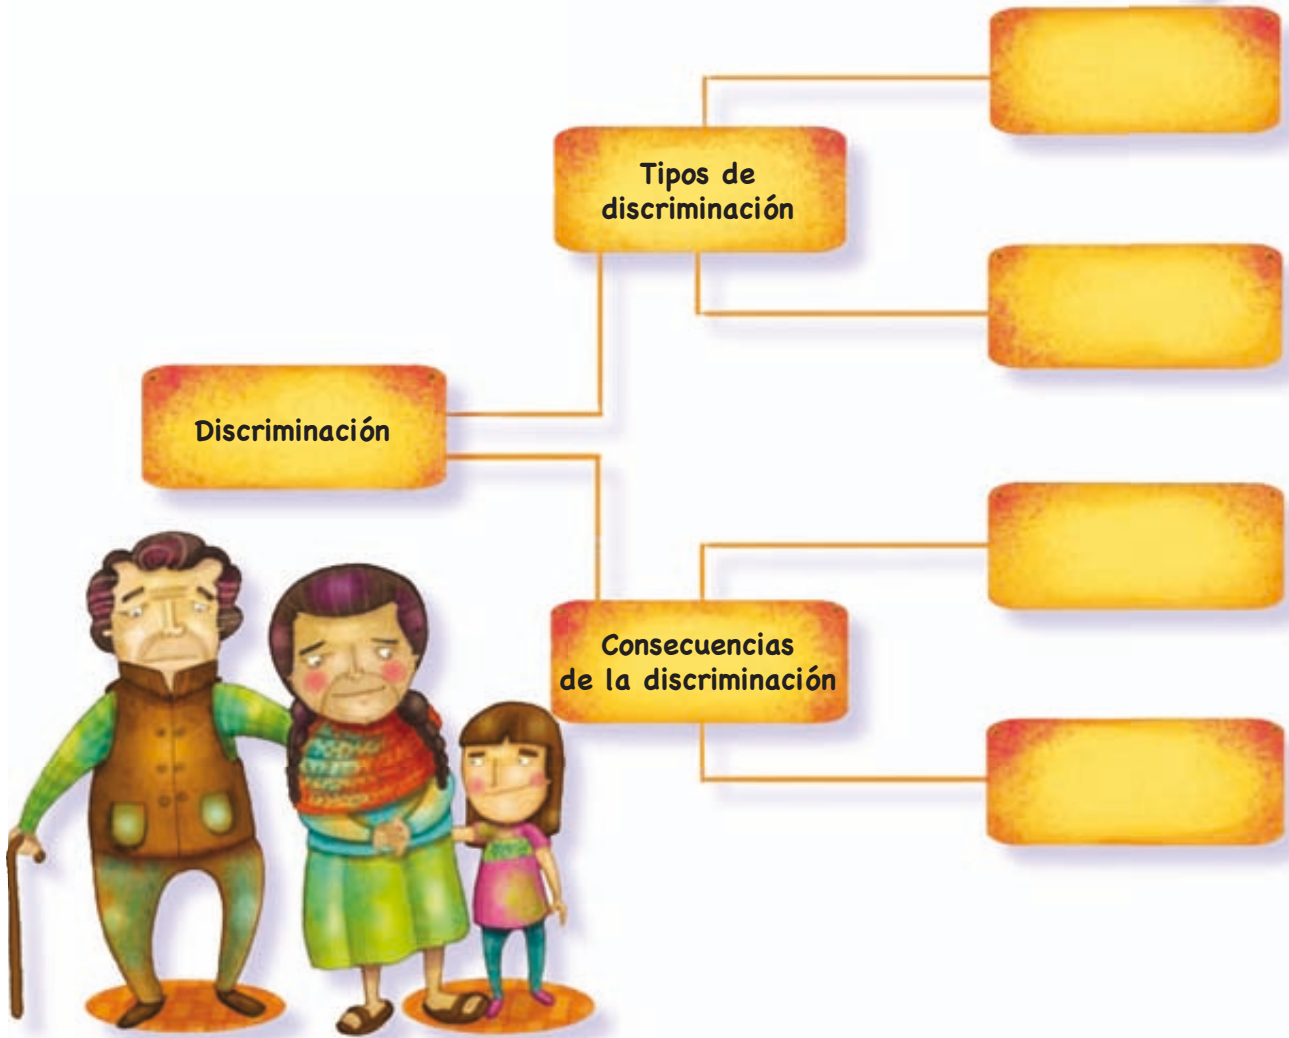 Tipos de
discriminación
Discriminación
Consecuencias
de la discriminación